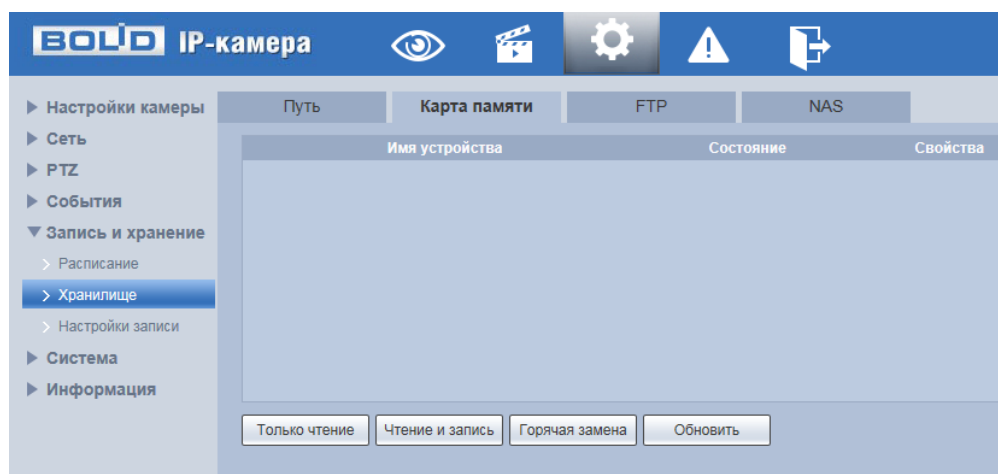 BOLID IP-камера
Настройки камеры
Сеть
PTZ
События
Запись и хранение
Расписание
Хранилище
Настройки записи
Система
Информация
Путь Карта памяти FTP NAS
Имя устройства Состояние Свойства
Только чтение Чтение и запись Горячая замена Обновить